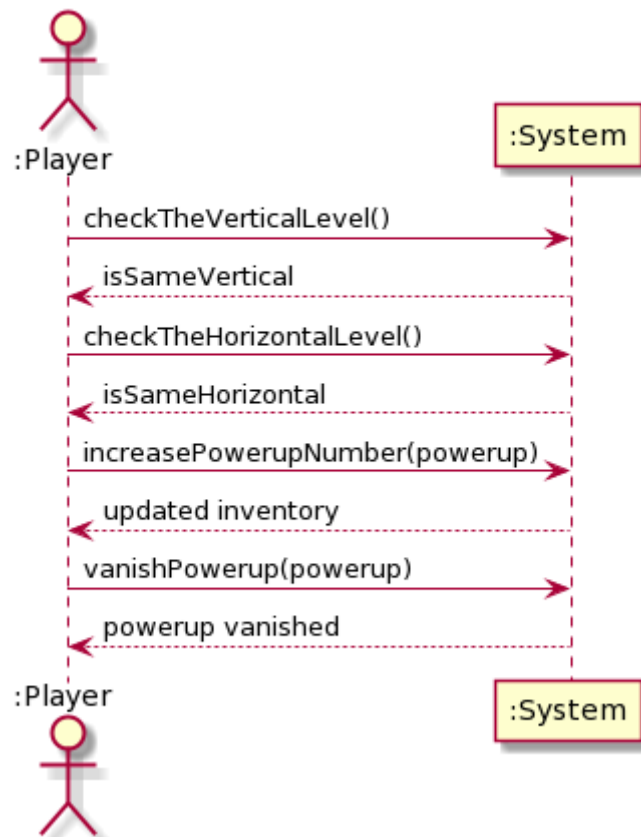 :Player
:System
checkTheVerticalLevel()
isSameVertical
checkTheHorizontalLevel()
isSameHorizontal
increasePowerupNumber(powerup)
updated inventory
vanishPowerup(powerup)
powerup vanished
:Player
:System